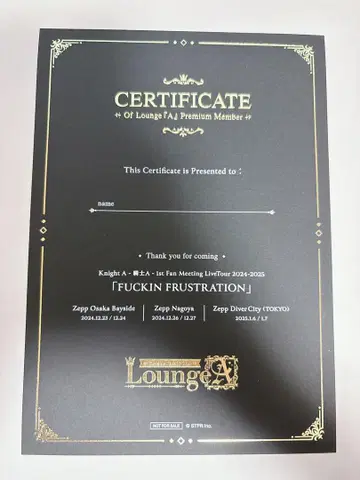 CERTIFICATE
Of Lounge『A』Premium Member
This Certificate is Presented to :
name
Thank you for coming
Knight A - 騎士A - 1st Fan Meeting LiveTour 2024-2025
「FUCKIN FRUSTRATION」
Zepp Osaka Bayside
2024.12.23 / 12.24
Zepp Nagoya
2024.12.26 / 12.27
Zepp DiverCity (TOKYO)
2025.1.6 / 1.7
Lounge A
NOT FOR SALE © STPR Inc.